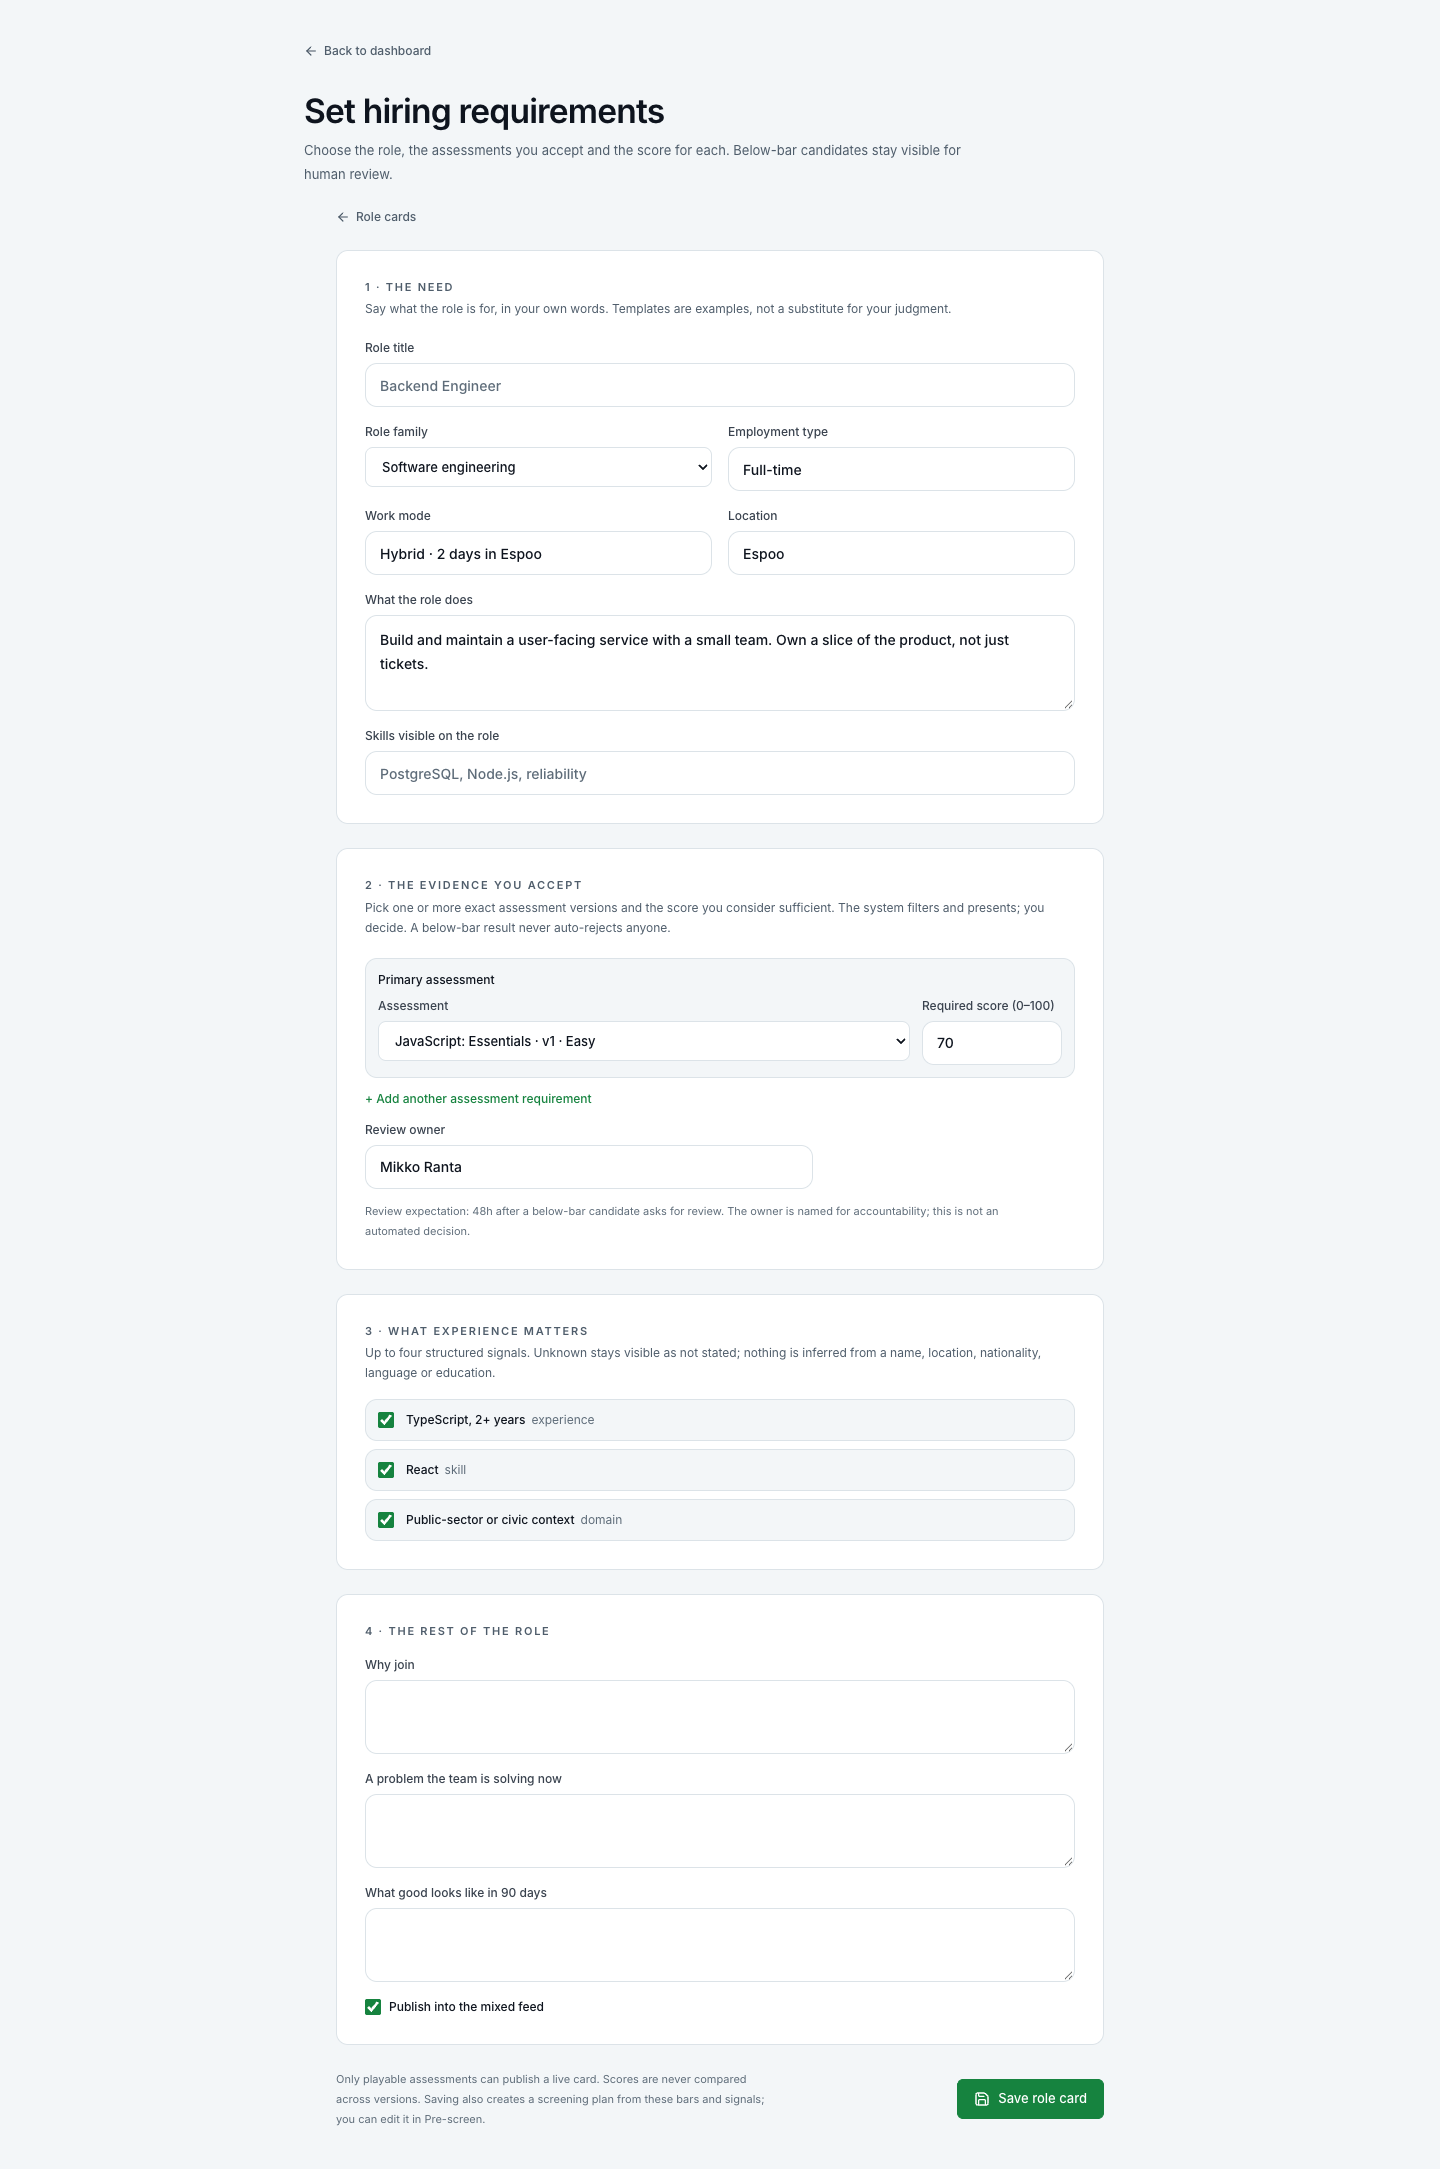 Back to dashboard
Set hiring requirements
Choose the role, the assessments you accept and the score for each. Below-bar candidates stay visible for
human review.
Role cards
1 · THE NEED
Say what the role is for, in your own words. Templates are examples, not a substitute for your judgment.
Role title
Backend Engineer
Role family
Employment type
Software engineering
Full-time
Work mode
Location
Hybrid · 2 days in Espoo
Espoo
What the role does
Build and maintain a user-facing service with a small team. Own a slice of the product, not just
tickets.
Skills visible on the role
PostgreSQL, Node.js, reliability
2 · THE EVIDENCE YOU ACCEPT
Pick one or more exact assessment versions and the score you consider sufficient. The system filters and presents; you
decide. A below-bar result never auto-rejects anyone.
Primary assessment
Assessment
Required score (0–100)
JavaScript: Essentials · v1 · Easy
70
+ Add another assessment requirement
Review owner
Mikko Ranta
Review expectation: 48h after a below-bar candidate asks for review. The owner is named for accountability; this is not an
automated decision.
3 · WHAT EXPERIENCE MATTERS
Up to four structured signals. Unknown stays visible as not stated; nothing is inferred from a name, location, nationality,
language or education.
TypeScript, 2+ years experience
React skill
Public-sector or civic context domain
4 · THE REST OF THE ROLE
Why join
A problem the team is solving now
What good looks like in 90 days
Publish into the mixed feed
Only playable assessments can publish a live card. Scores are never compared
across versions. Saving also creates a screening plan from these bars and signals;
you can edit it in Pre-screen.
Save role card